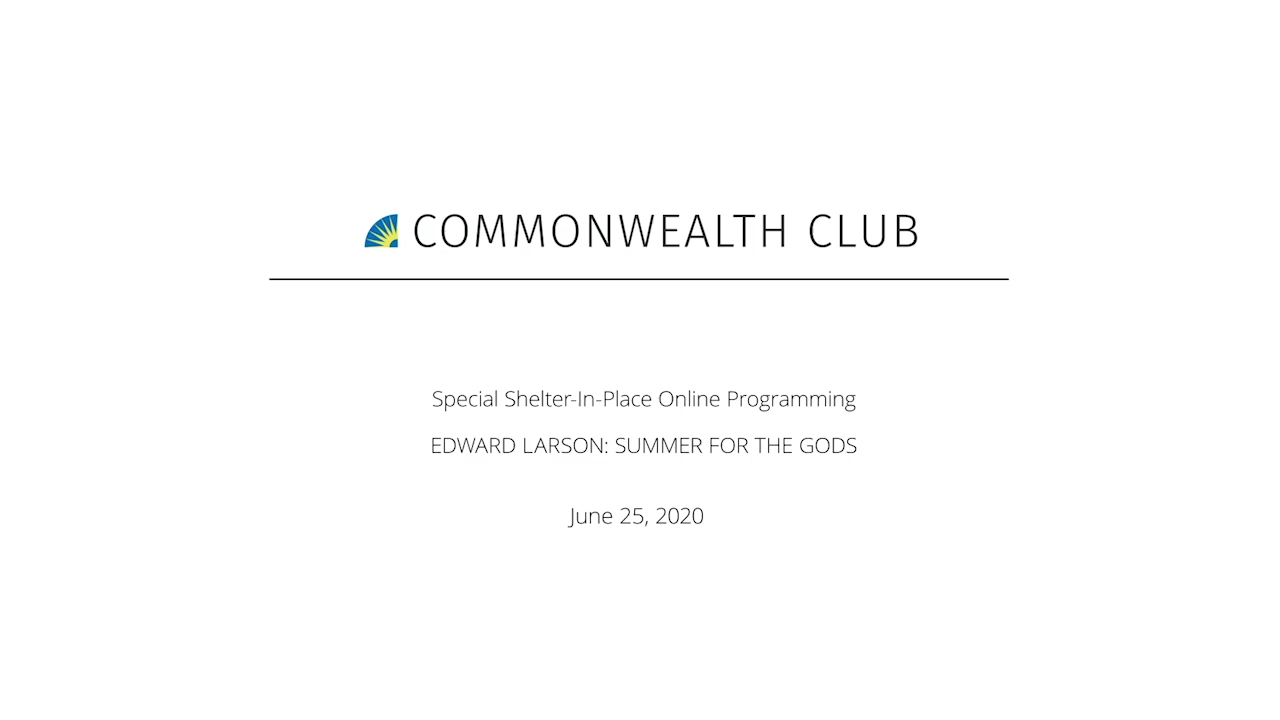 COMMONWEALTH CLUB
Special Shelter-In-Place Online Programming
EDWARD LARSON: SUMMER FOR THE GODS
June 25, 2020